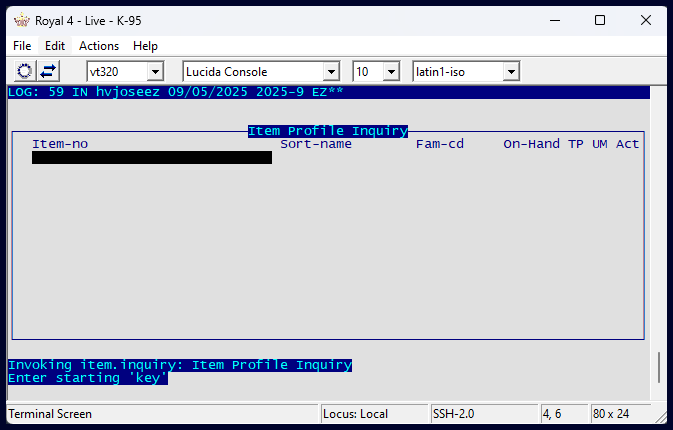 Royal 4 - Live - K-95
File Edit Actions Help
vt320 Lucida Console 10 latin1-iso
LOG: 59 IN hvjoseez 09/05/2025 2025-9 EZ**
Item Profile Inquiry
Item-no Sort-name Fam-cd On-Hand TP UM Act
Invoking item.inquiry: Item Profile Inquiry
Enter starting 'key'
Terminal Screen Locus: Local SSH-2.0 4, 6 80 x 24